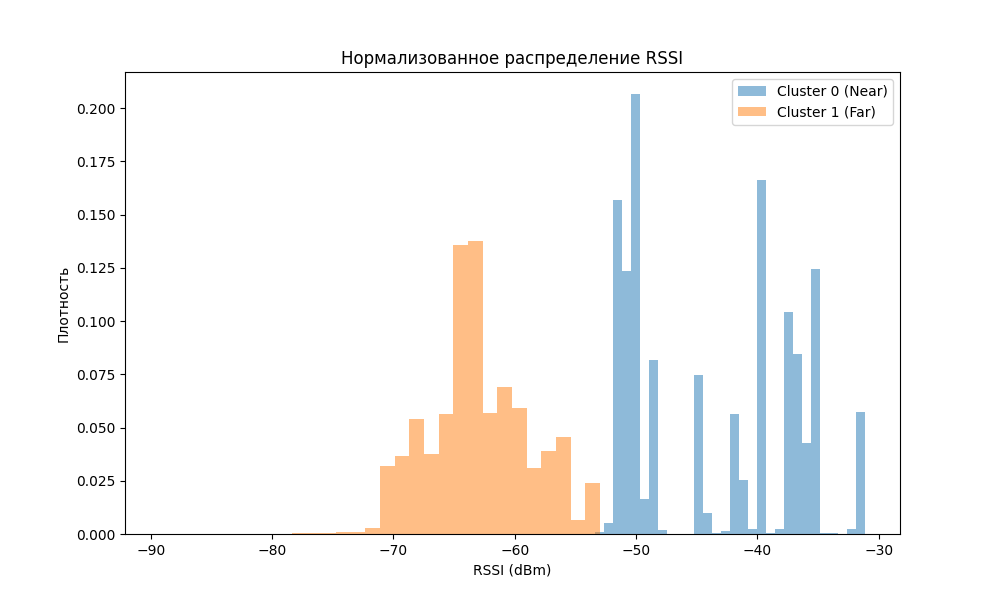 Нормализованное распределение RSSI
Cluster 0 (Near)
Cluster 1 (Far)
0.200
0.175
0.150
0.125
0.100
0.075
0.050
0.025
0.000
Плотность
−90 −80 −70 −60 −50 −40 −30
RSSI (dBm)